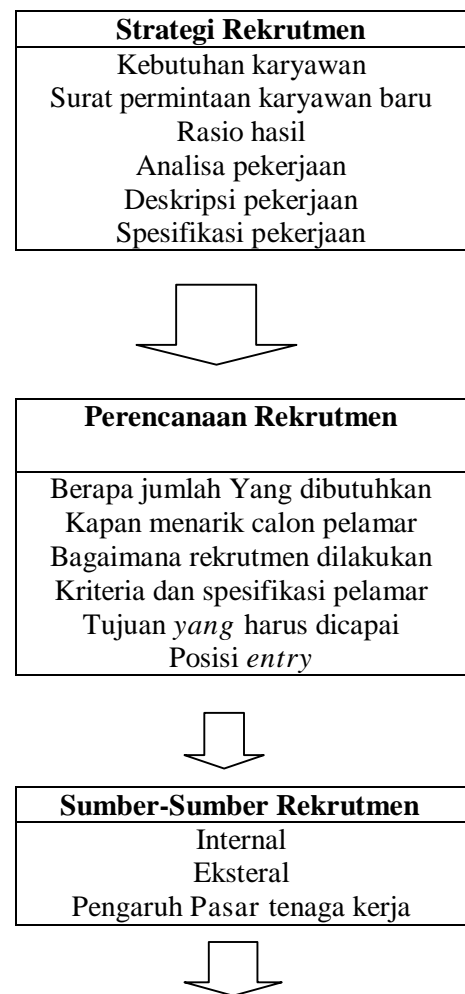 Strategi Rekrutmen
Kebutuhan karyawan
Surat permintaan karyawan baru
Rasio hasil
Analisa pekerjaan
Deskripsi pekerjaan
Spesifikasi pekerjaan
Perencanaan Rekrutmen
Berapa jumlah Yang dibutuhkan
Kapan menarik calon pelamar
Bagaimana rekrutmen dilakukan
Kriteria dan spesifikasi pelamar
Tujuan yang harus dicapai
Posisi entry
Sumber-Sumber Rekrutmen
Internal
Eksteral
Pengaruh Pasar tenaga kerja